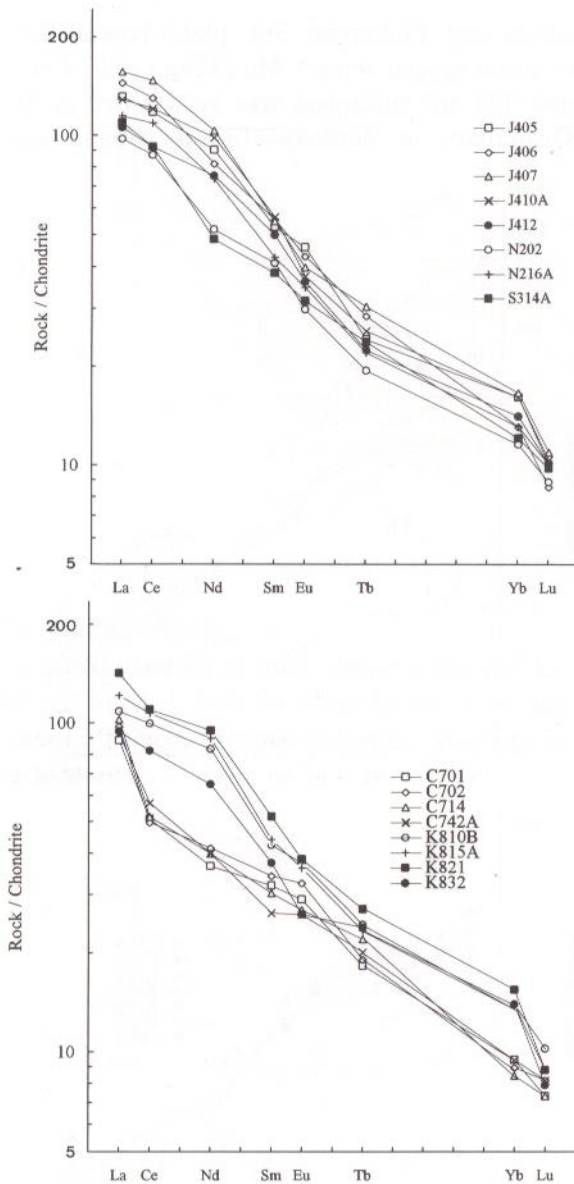 200
100
10
5
Rock / Chondrite
J405
J406
J407
J410A
J412
N202
N216A
S314A
La Ce Nd Sm Eu Tb Yb Lu
200
100
10
5
Rock / Chondrite
C701
C702
C714
C742A
K810B
K815A
K821
K832
La Ce Nd Sm Eu Tb Yb Lu